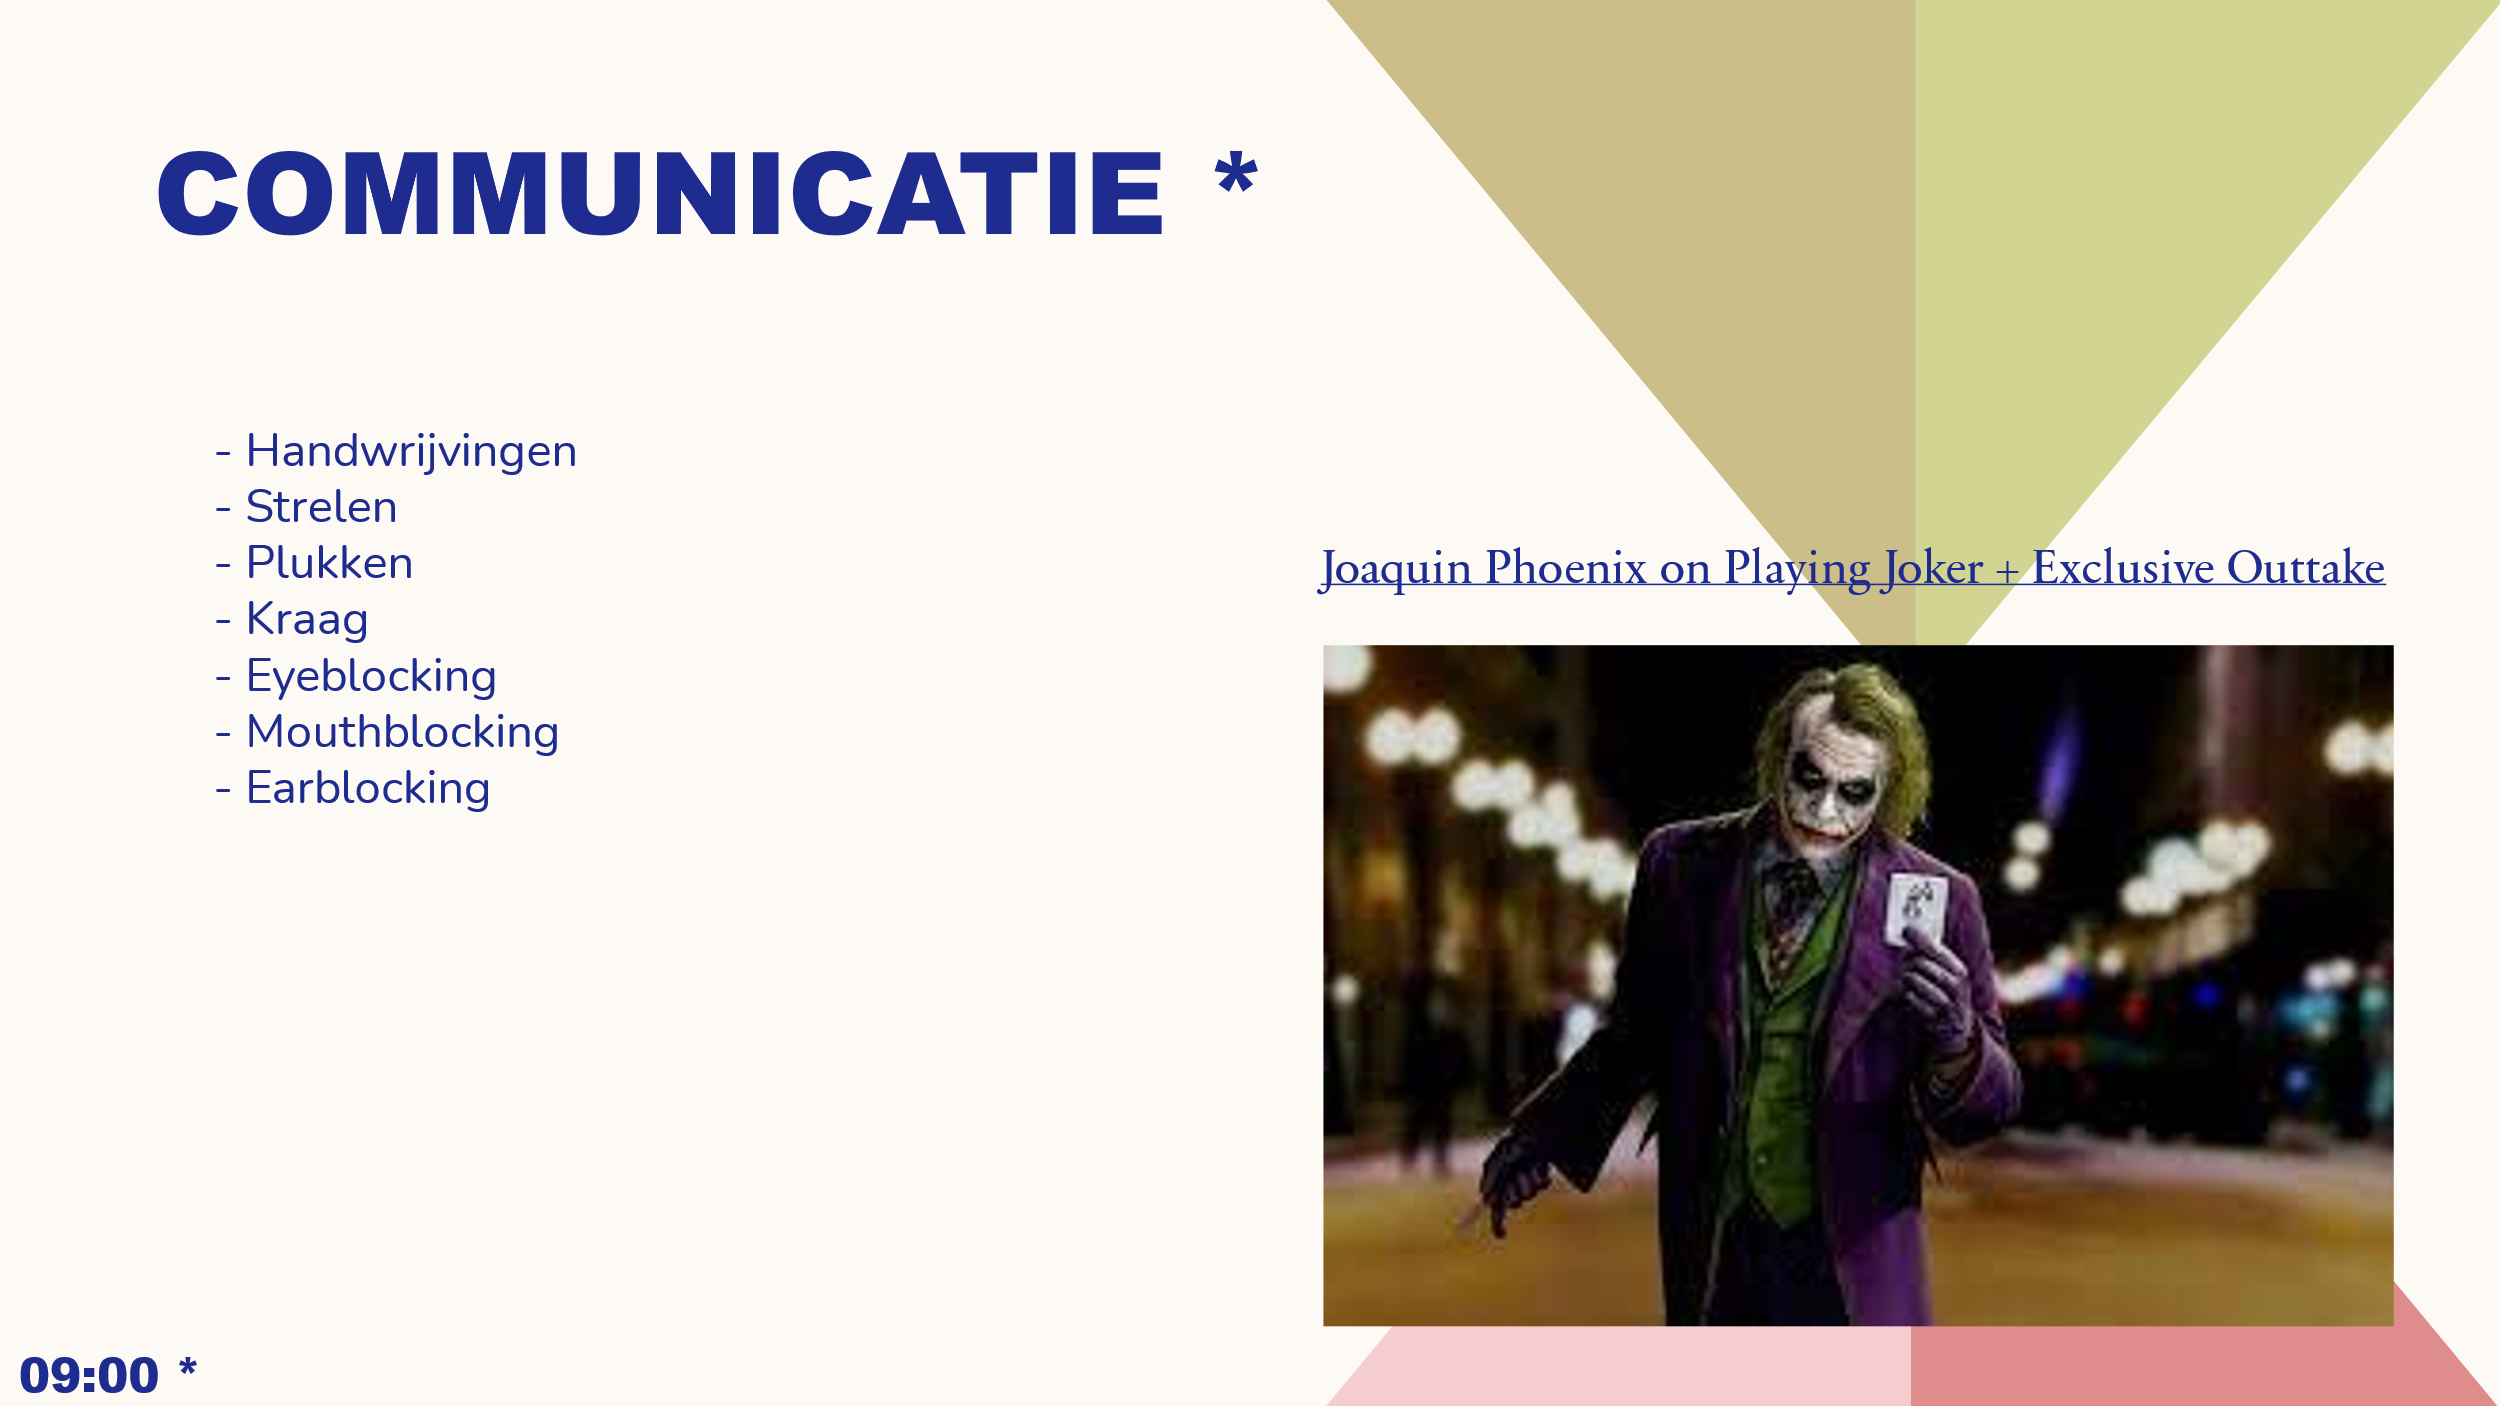 COMMUNICATIE *
- Handwrijvingen
- Strelen
- Plukken
- Kraag
- Eyeblocking
- Mouthblocking
- Earblocking
Joaquin Phoenix on Playing Joker + Exclusive Outtake
09:00 *